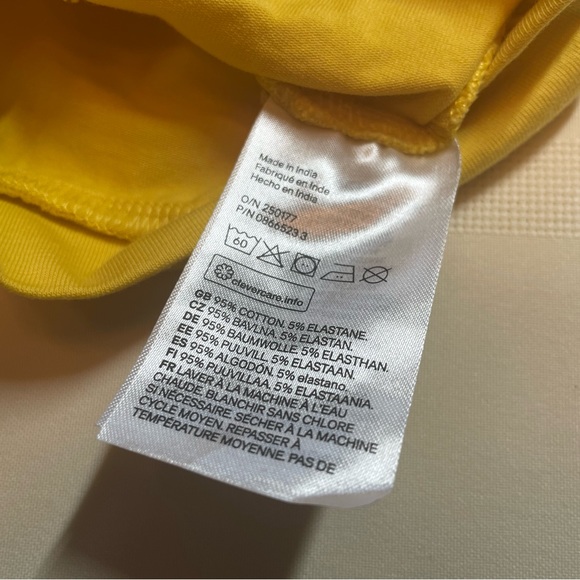 Made in India
Fabriqué en Inde
Hecho en India
O/N 250177
P/N 0866523 3
60
clevercare.info
GB 95% COTTON. 5% ELASTANE.
CZ 95% BAVLNA. 5% ELASTAN.
DE 95% BAUMWOLLE. 5% ELASTHAN.
EE 95% PUUVILL. 5% ELASTAAN.
ES 95% ALGODÓN. 5% elastano.
FI 95% PUUVILLAA. 5% ELASTAANIA.
FR LAVER À LA MACHINE À L'EAU
CHAUDE. BLANCHIR SANS CHLORE
SI NÉCESSAIRE. SÉCHER À LA MACHINE
CYCLE MOYEN. REPASSER À
TEMPÉRATURE MOYENNE. PAS DE